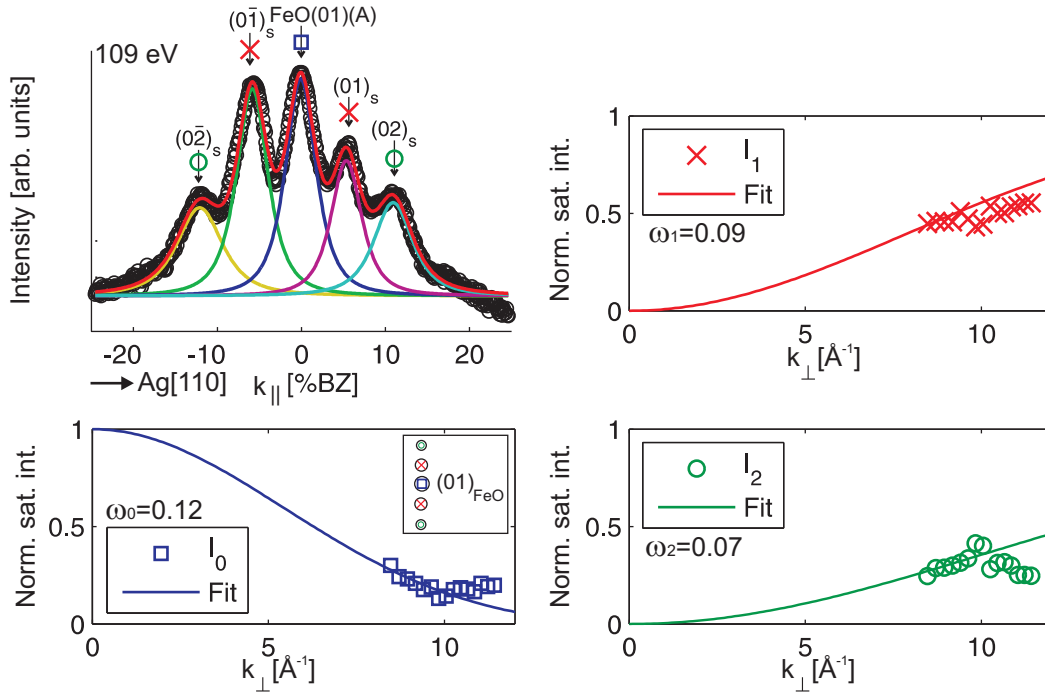 109 eV
(01̄)ₛ
FeO(01)(A)
(01)ₛ
(02̄)ₛ
(02)ₛ
Intensity [arb. units]
-20 -10 0 10 20
→Ag[110] k|| [%BZ]
Norm. sat. int.
1
0.5
0
I₁
Fit
ω₁=0.09
0 5 10
k⊥[Å⁻¹]
Norm. sat. int.
1
0.5
0
(01)FeO
ω₀=0.12
I₀
Fit
0 5 10
k⊥[Å⁻¹]
Norm. sat. int.
1
0.5
0
I₂
Fit
ω₂=0.07
0 5 10
k⊥[Å⁻¹]